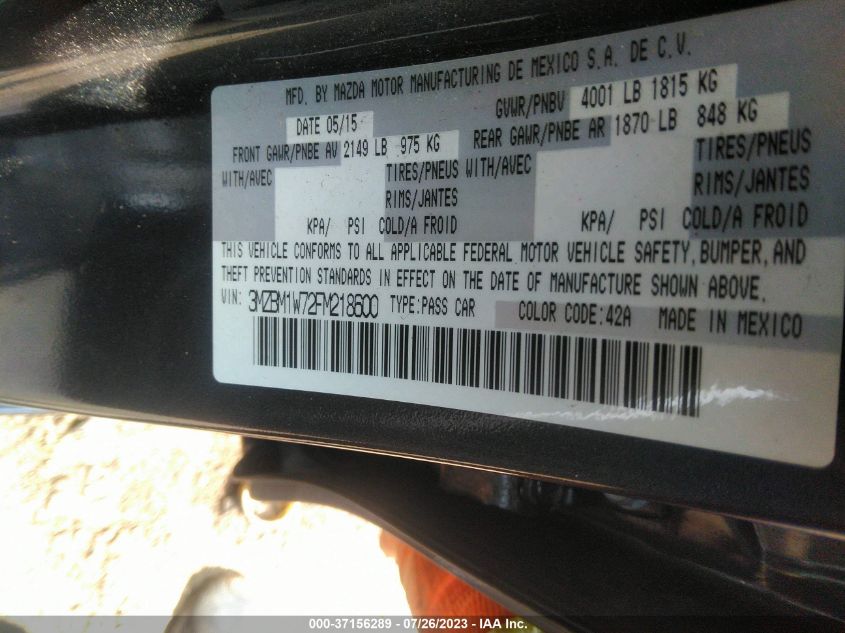 MFD. BY MAZDA MOTOR MANUFACTURING DE MEXICO S.A. DE C.V.
DATE 05/15 GVWR/PNBV 4001 LB 1815 KG
FRONT GAWR/PNBE AV 2149 LB 975 KG REAR GAWR/PNBE AR 1870 LB 848 KG
WITH/AVEC TIRES/PNEUS WITH/AVEC TIRES/PNEUS
RIMS/JANTES RIMS/JANTES
KPA/ PSI COLD/A FROID KPA/ PSI COLD/A FROID
THIS VEHICLE CONFORMS TO ALL APPLICABLE FEDERAL MOTOR VEHICLE SAFETY, BUMPER, AND
THEFT PREVENTION STANDARDS IN EFFECT ON THE DATE OF MANUFACTURE SHOWN ABOVE.
VIN: 3MZBM1W72FM218500 TYPE:PASS CAR COLOR CODE:42A MADE IN MEXICO
000-37156289 - 07/26/2023 - IAA Inc.